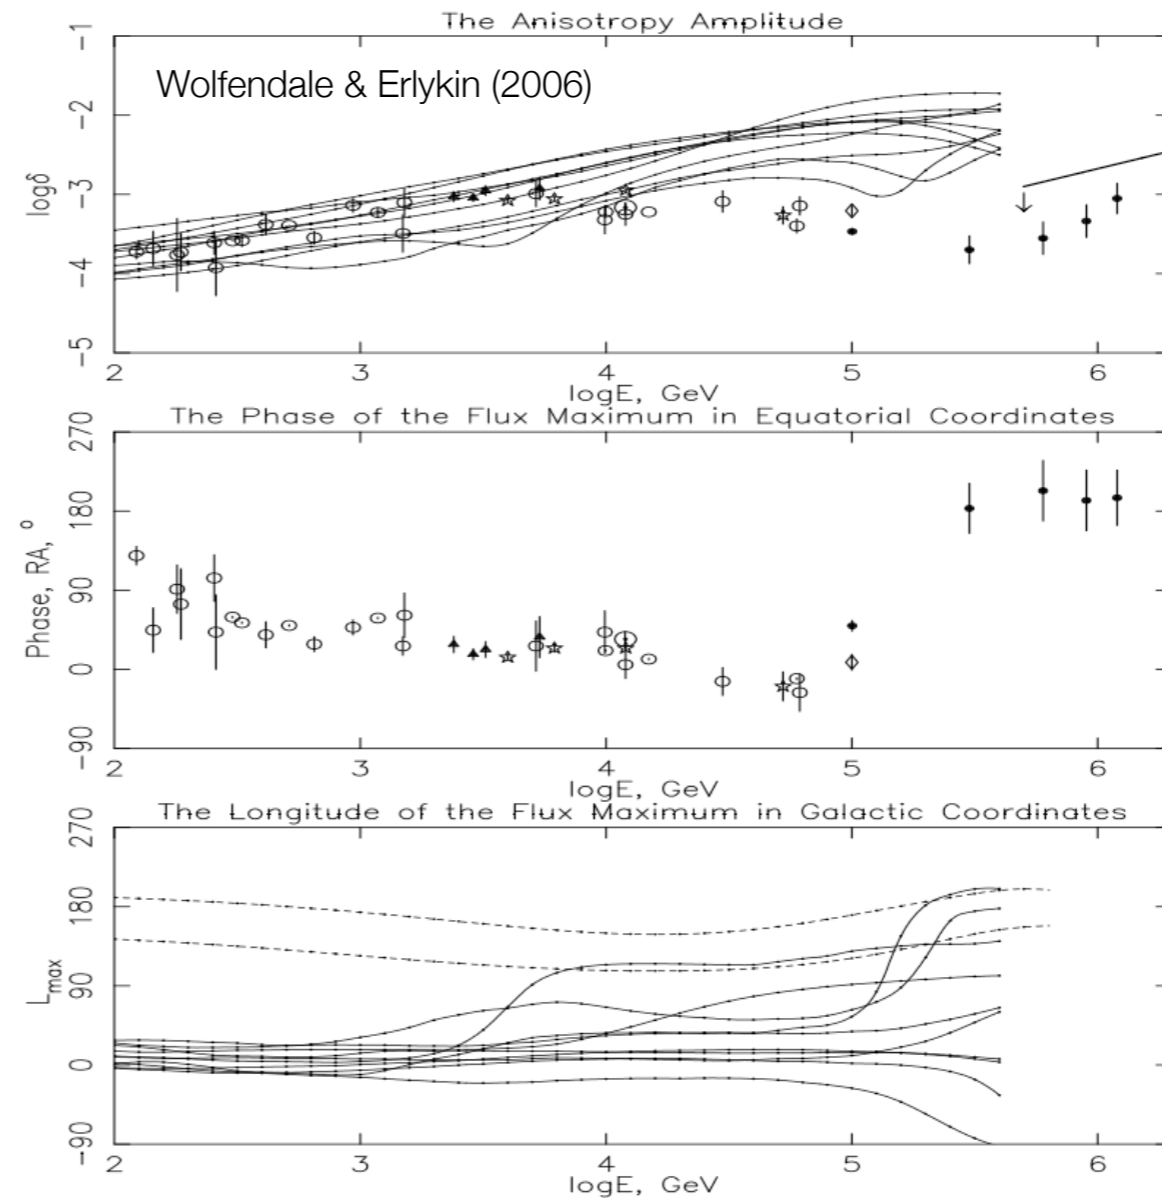 The Anisotropy Amplitude
Wolfendale & Erlykin (2006)
logδ
-1
-2
-3
-4
-5
2 3 4 5 6
logE, GeV
The Phase of the Flux Maximum in Equatorial Coordinates
Phase, RA, °
270
180
90
0
-90
2 3 4 5 6
logE, GeV
The Longitude of the Flux Maximum in Galactic Coordinates
Lmax
270
180
90
0
-90
2 3 4 5 6
logE, GeV